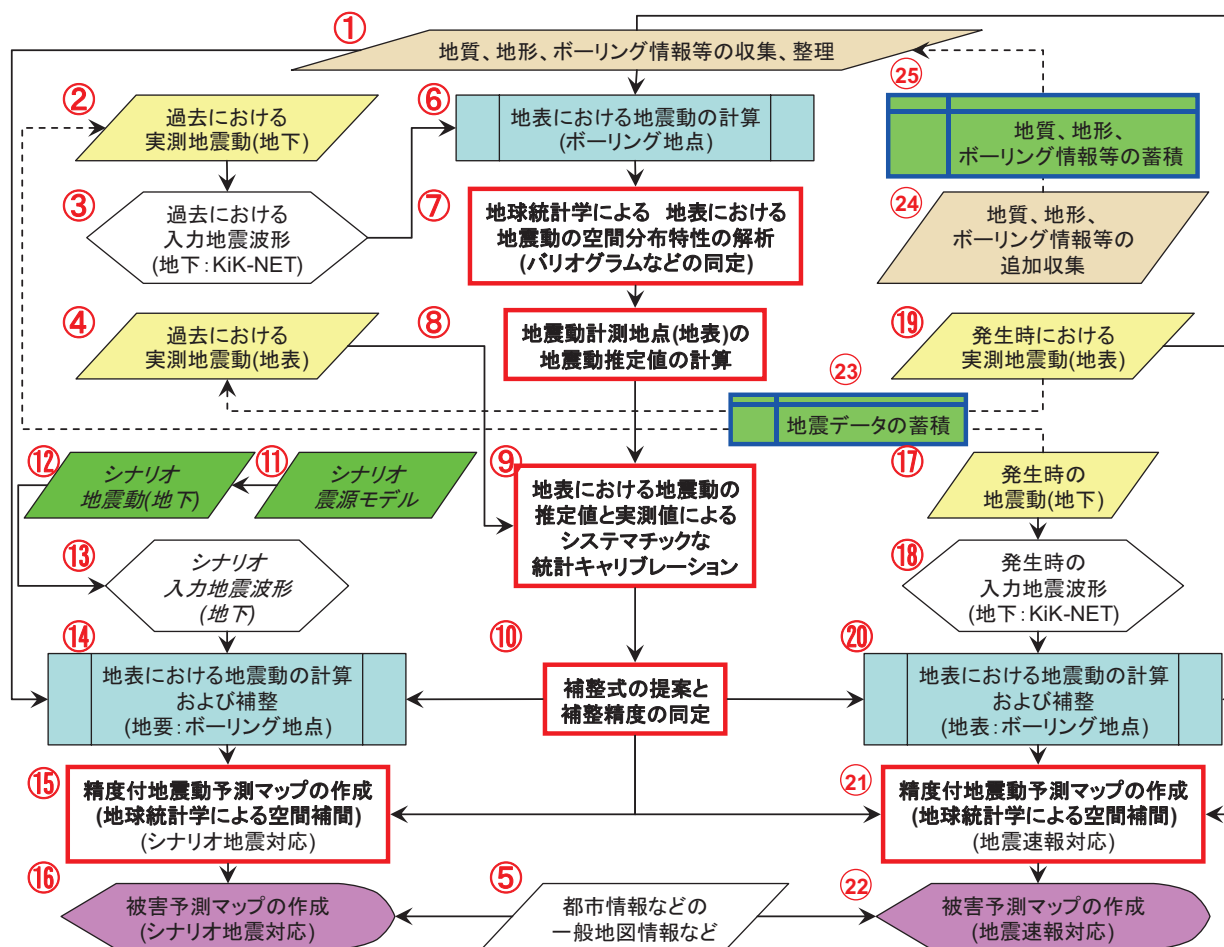 ①
地質、地形、ボーリング情報等の収集、整理
②
過去における
実測地震動(地下)
③
過去における
入力地震波形
(地下：KiK-NET)
④
過去における
実測地震動(地表)
⑥
地表における地震動の計算
(ボーリング地点)
⑦
地球統計学による 地表における
地震動の空間分布特性の解析
(バリオグラムなどの同定)
⑧
地震動計測地点(地表)の
地震動推定値の計算
㉕
地質、地形、
ボーリング情報等の蓄積
㉔
地質、地形、
ボーリング情報等の
追加収集
⑲
発生時における
実測地震動(地表)
㉓
地震データの蓄積
⑫
シナリオ
地震動(地下)
⑪
シナリオ
震源モデル
⑨
地表における地震動の
推定値と実測値による
システマチックな
統計キャリブレーション
⑰
発生時の
地震動(地下)
⑬
シナリオ
入力地震波形
(地下)
⑱
発生時の
入力地震波形
(地下：KiK-NET)
⑭
地表における地震動の計算
および補整
(地要：ボーリング地点)
⑩
補整式の提案と
補整精度の同定
⑳
地表における地震動の計算
および補整
(地表：ボーリング地点)
⑮
精度付地震動予測マップの作成
(地球統計学による空間補間)
(シナリオ地震対応)
㉑
精度付地震動予測マップの作成
(地球統計学による空間補間)
(地震速報対応)
⑯
被害予測マップの作成
(シナリオ地震対応)
⑤
都市情報などの
一般地図情報など
㉒
被害予測マップの作成
(地震速報対応)